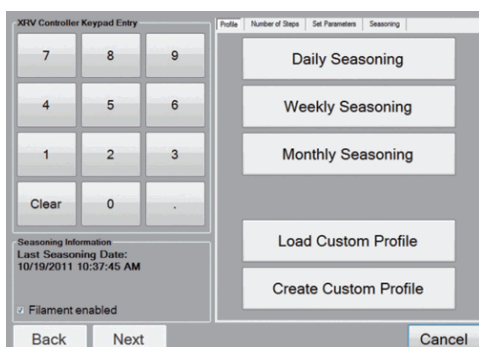 XRV Controller Keypad Entry
7 8 9
4 5 6
1 2 3
Clear 0 .
Seasoning Information
Last Seasoning Date:
10/19/2011 10:37:45 AM
Filament enabled
Back Next
Profile Number of Steps Set Parameters Seasoning
Daily Seasoning
Weekly Seasoning
Monthly Seasoning
Load Custom Profile
Create Custom Profile
Cancel